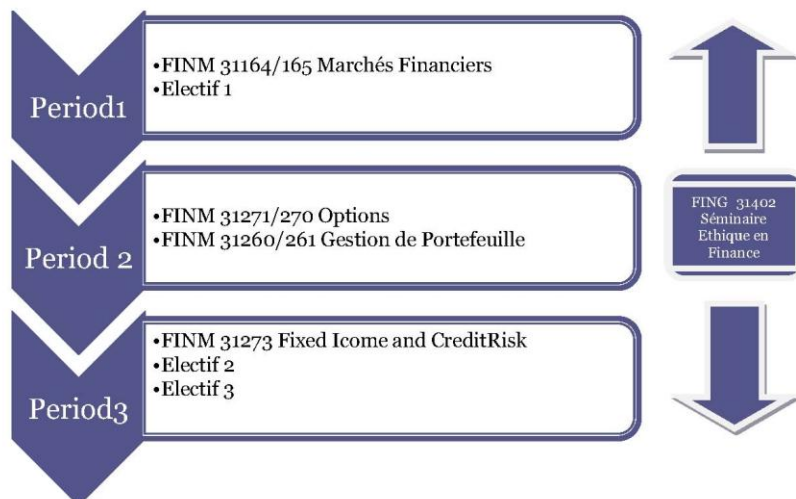 Period1
•FINM 31164/165 Marchés Financiers
•Electif 1
Period 2
•FINM 31271/270 Options
•FINM 31260/261 Gestion de Portefeuille
Period3
•FINM 31273 Fixed Icome and CreditRisk
•Electif 2
•Electif 3
FING 31402
Séminaire
Ethique en
Finance